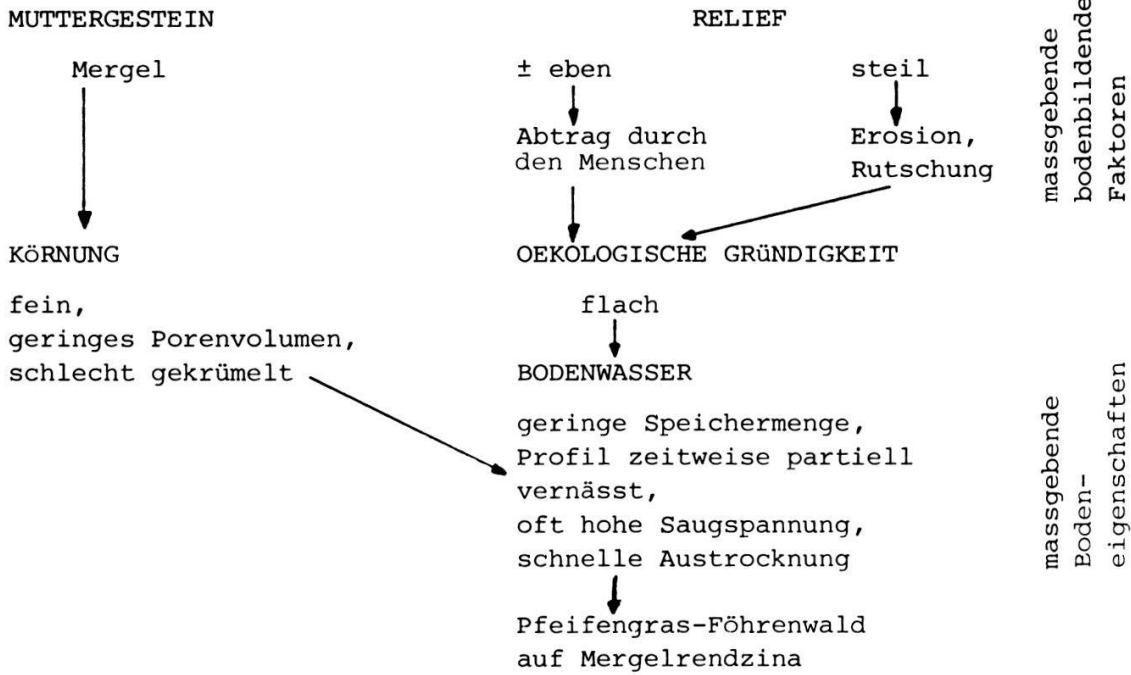 MUTTERGESTEIN
RELIEF
Mergel
± eben
steil
Abtrag durch
den Menschen
Erosion,
Rutschung
massgebende
bodenbildende
Faktoren
KÖRNUNG
OEKOLOGISCHE GRÜNDIGKEIT
fein,
geringes Porenvolumen,
schlecht gekrümelt
flach
BODENWASSER
geringe Speichermenge,
Profil zeitweise partiell
vernässt,
oft hohe Saugspannung,
schnelle Austrocknung
massgebende
Boden-
eigenschaften
Pfeifengras-Föhrenwald
auf Mergelrendzina